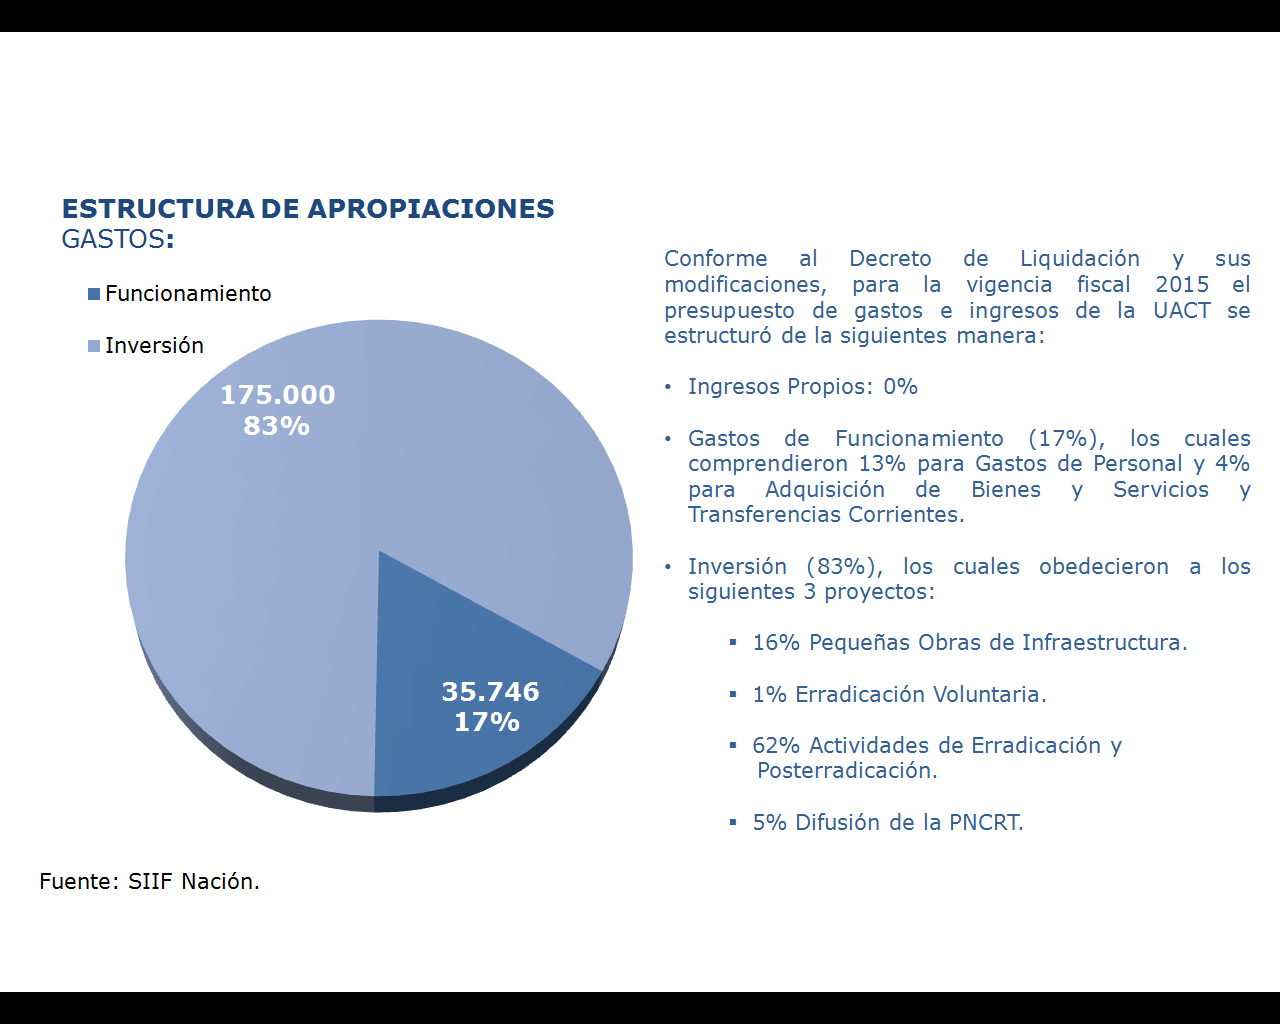 ESTRUCTURA DE APROPIACIONES
GASTOS:
Funcionamiento
Inversión
175.000
83%
35.746
17%
Fuente: SIIF Nación.
Conforme al Decreto de Liquidación y sus
modificaciones, para la vigencia fiscal 2015 el
presupuesto de gastos e ingresos de la UACT se
estructuró de la siguientes manera:
• Ingresos Propios: 0%
• Gastos de Funcionamiento (17%), los cuales
comprendieron 13% para Gastos de Personal y 4%
para Adquisición de Bienes y Servicios y
Transferencias Corrientes.
• Inversión (83%), los cuales obedecieron a los
siguientes 3 proyectos:
▪ 16% Pequeñas Obras de Infraestructura.
▪ 1% Erradicación Voluntaria.
▪ 62% Actividades de Erradicación y
Posterradicación.
▪ 5% Difusión de la PNCRT.